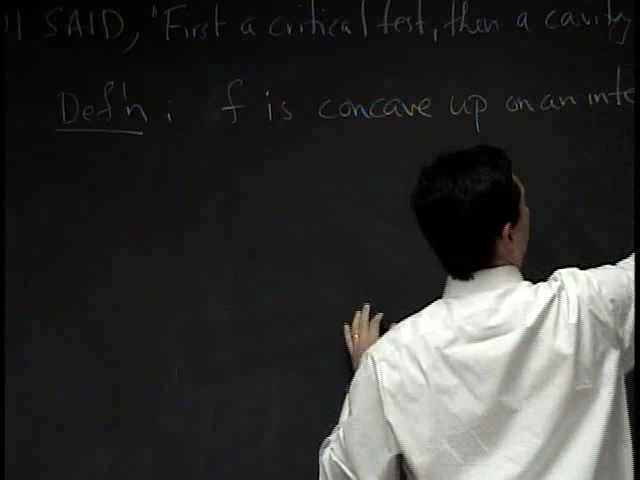 I SAID, "First a critical test, then a cavity
Def'n: f is concave up on an inte